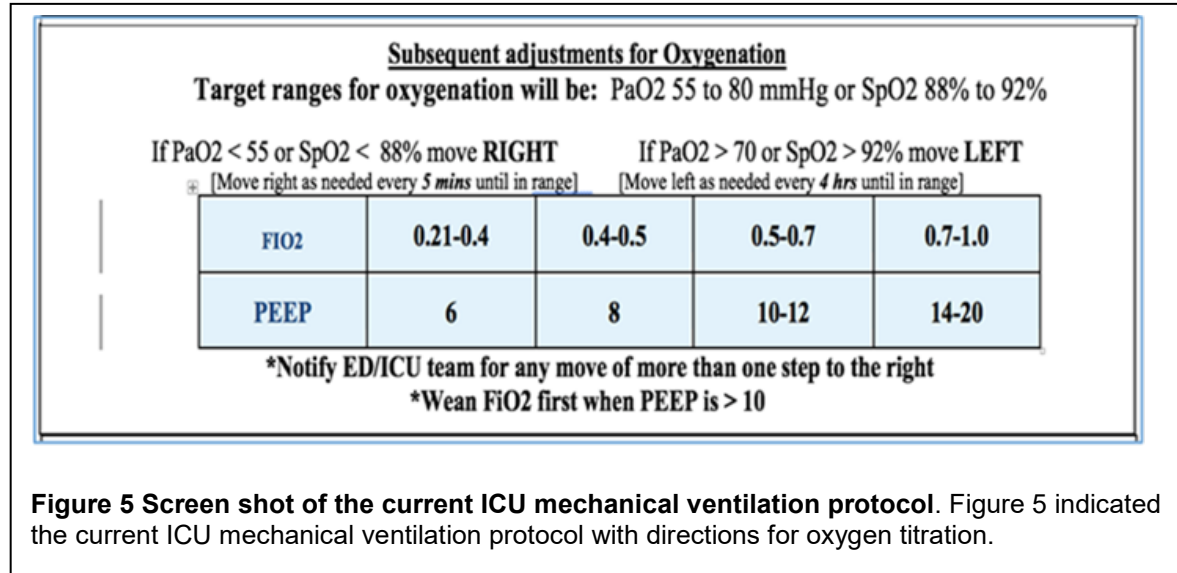 Subsequent adjustments for Oxygenation
Target ranges for oxygenation will be: PaO2 55 to 80 mmHg or SpO2 88% to 92%
If PaO2 < 55 or SpO2 < 88% move RIGHT If PaO2 > 70 or SpO2 > 92% move LEFT
[Move right as needed every 5 mins until in range] [Move left as needed every 4 hrs until in range]
FIO2 0.21-0.4 0.4-0.5 0.5-0.7 0.7-1.0
PEEP 6 8 10-12 14-20
*Notify ED/ICU team for any move of more than one step to the right
*Wean FiO2 first when PEEP is > 10
Figure 5 Screen shot of the current ICU mechanical ventilation protocol. Figure 5 indicated
the current ICU mechanical ventilation protocol with directions for oxygen titration.